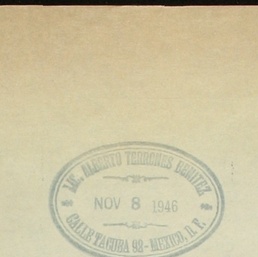 LIC. ALBERTO TERRONES BENITEZ
NOV 8 1946
CALLE TACUBA 92 - MEXICO, D. F.